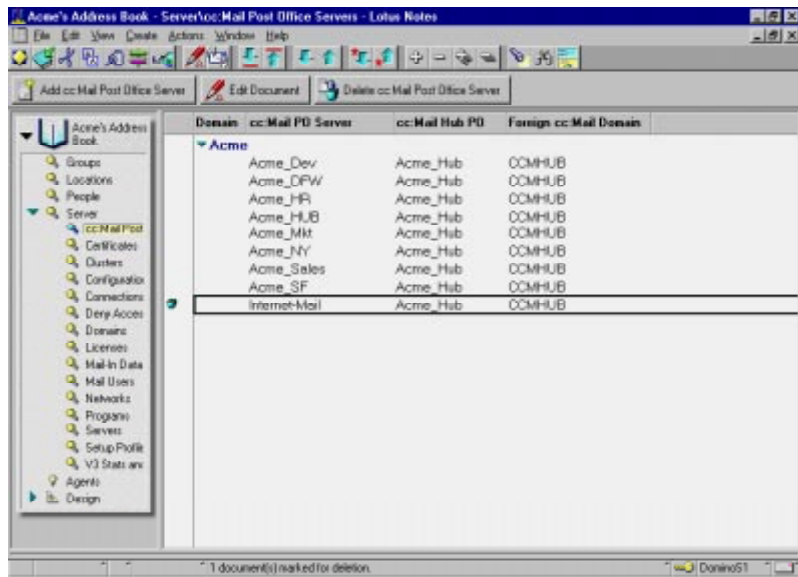 Acme's Address Book - Server\cc:Mail Post Office Servers - Lotus Notes
File Edit View Create Actions Window Help
Add cc:Mail Post Office Server Edit Document Delete cc:Mail Post Office Server
Acme's Address Book
Groups
Locations
People
Server
cc:Mail Post
Certificates
Clusters
Configuration
Connections
Deny Acces
Domains
Licenses
Mail-In Data
Mail Users
Networks
Programs
Servers
Setup Profile
V3 Stats and
Agents
Design
Domain cc:Mail PO Server cc:Mail Hub PO Foreign cc:Mail Domain
Acme
Acme_Dev Acme_Hub CCMHUB
Acme_DFW Acme_Hub CCMHUB
Acme_HR Acme_Hub CCMHUB
Acme_HUB Acme_Hub CCMHUB
Acme_Mkt Acme_Hub CCMHUB
Acme_NY Acme_Hub CCMHUB
Acme_Sales Acme_Hub CCMHUB
Acme_SF Acme_Hub CCMHUB
Internet-Mail Acme_Hub CCMHUB
1 document(s) marked for deletion.
DominoS1